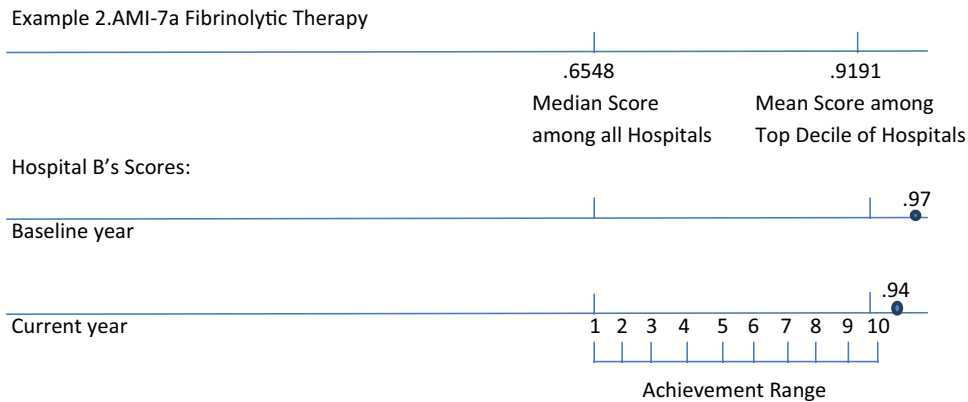 Example 2.AMI-7a Fibrinolytic Therapy
.6548 .9191
Median Score Mean Score among
among all Hospitals Top Decile of Hospitals
Hospital B's Scores:
.97
Baseline year
.94
Current year 1 2 3 4 5 6 7 8 9 10
Achievement Range